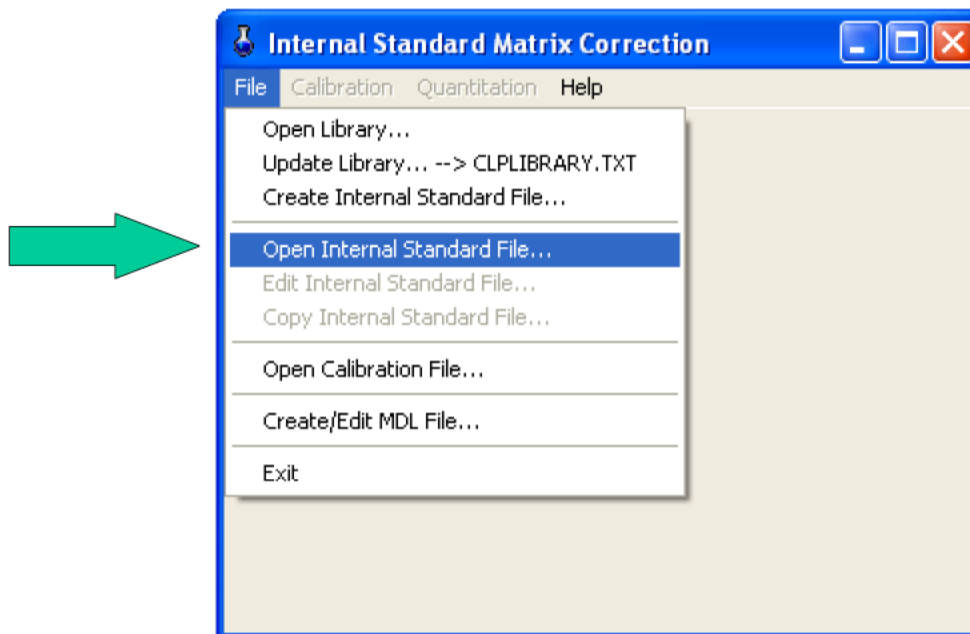 Internal Standard Matrix Correction
File Calibration Quantitation Help
Open Library...
Update Library... --> CLPLIBRARY.TXT
Create Internal Standard File...
Open Internal Standard File...
Edit Internal Standard File...
Copy Internal Standard File...
Open Calibration File...
Create/Edit MDL File...
Exit